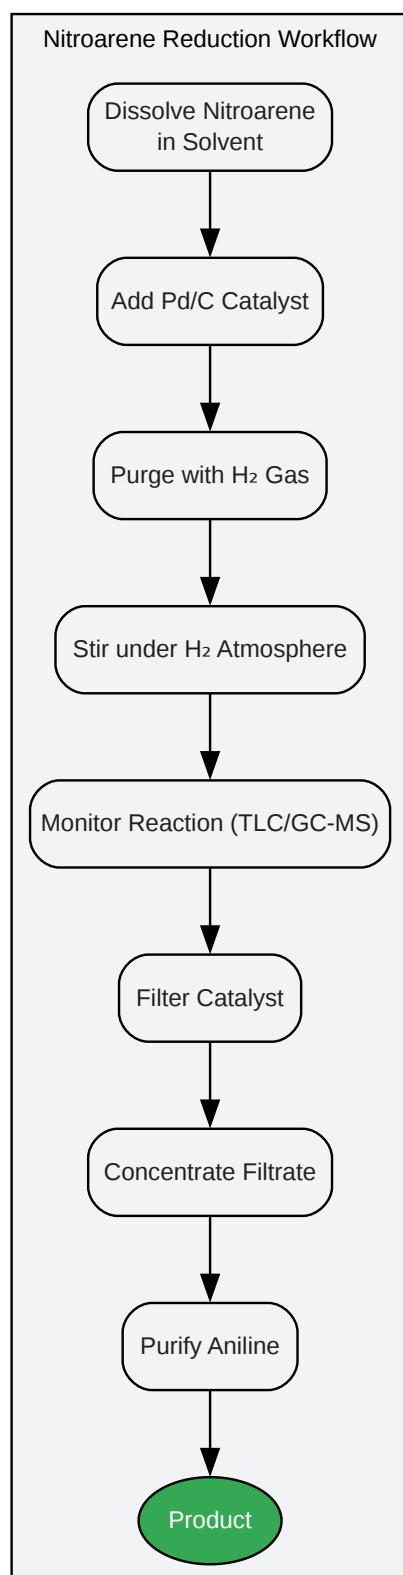 Nitroarene Reduction Workflow
Dissolve Nitroarene
in Solvent
Add Pd/C Catalyst
Purge with H₂ Gas
Stir under H₂ Atmosphere
Monitor Reaction (TLC/GC-MS)
Filter Catalyst
Concentrate Filtrate
Purify Aniline
Product